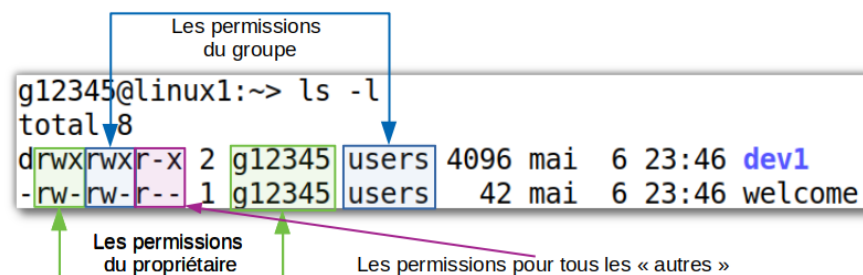 Les permissions
du groupe
g12345@linux1:~> ls -l
total 8
drwxrwxr-x 2 g12345 users 4096 mai  6 23:46 dev1
-rw-rw-r-- 1 g12345 users   42 mai  6 23:46 welcome
Les permissions
du propriétaire
Les permissions pour tous les « autres »